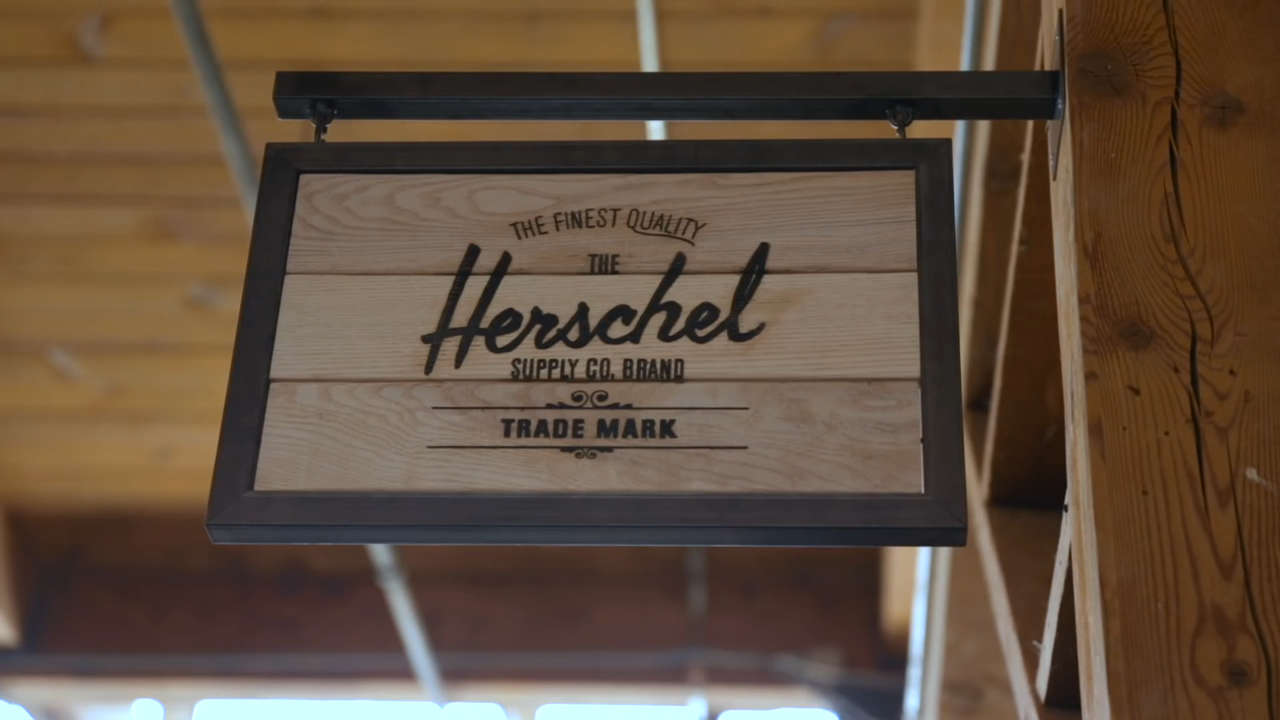 THE FINEST QUALITY
THE
Herschel
SUPPLY CO. BRAND
TRADE MARK